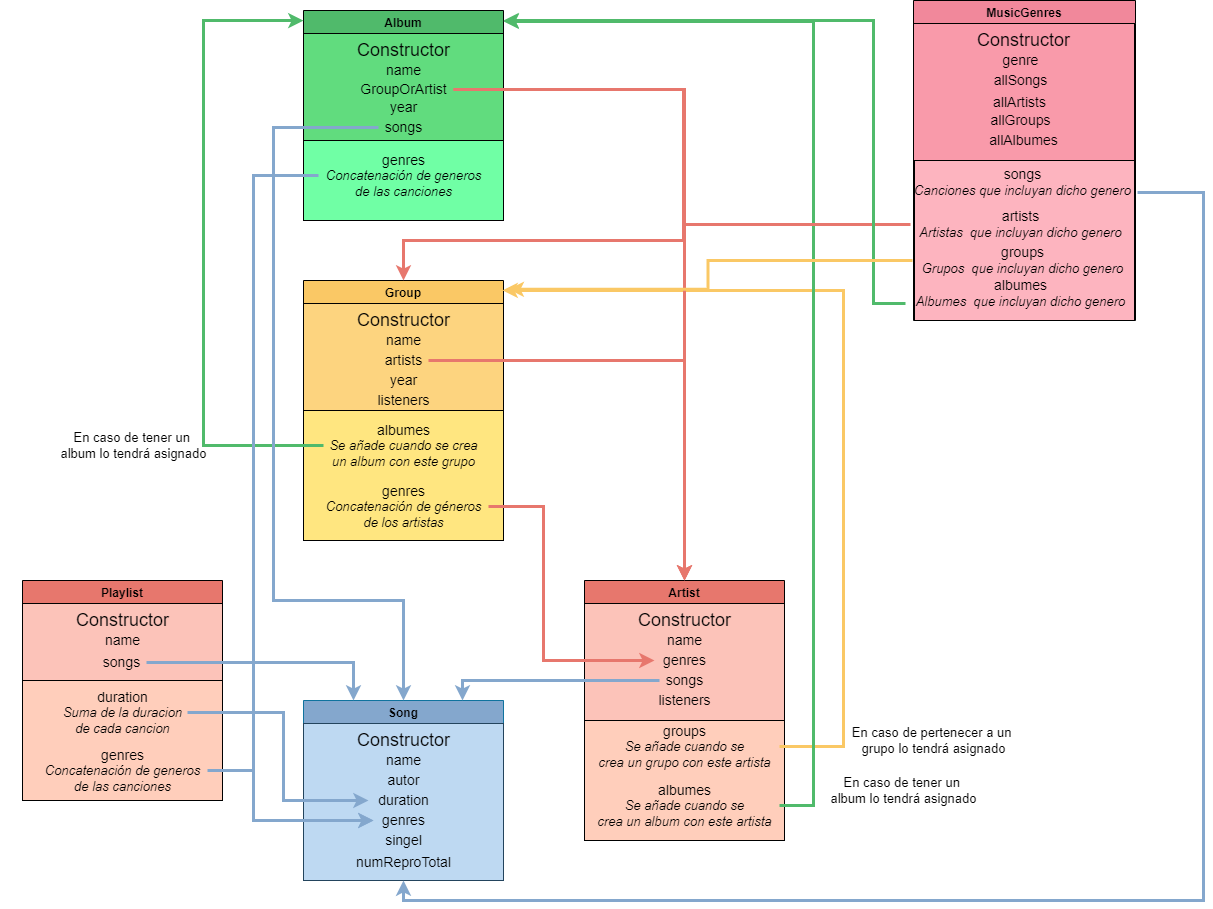 Album
Constructor
name
GroupOrArtist
year
songs
genres
Concatenación de generos
de las canciones
MusicGenres
Constructor
genre
allSongs
allArtists
allGroups
allAlbumes
songs
Canciones que incluyan dicho genero
artists
Artistas que incluyan dicho genero
groups
Grupos que incluyan dicho genero
albumes
Albumes que incluyan dicho genero
Group
Constructor
name
artists
year
listeners
albumes
Se añade cuando se crea
un album con este grupo
genres
Concatenación de géneros
de los artistas
En caso de tener un
album lo tendrá asignado
Playlist
Constructor
name
songs
duration
Suma de la duracion
de cada cancion
genres
Concatenación de generos
de las canciones
Song
Constructor
name
autor
duration
genres
singel
numReproTotal
Artist
Constructor
name
genres
songs
listeners
groups
Se añade cuando se
crea un grupo con este artista
albumes
Se añade cuando se
crea un album con este artista
En caso de pertenecer a un
grupo lo tendrá asignado
En caso de tener un
album lo tendrá asignado